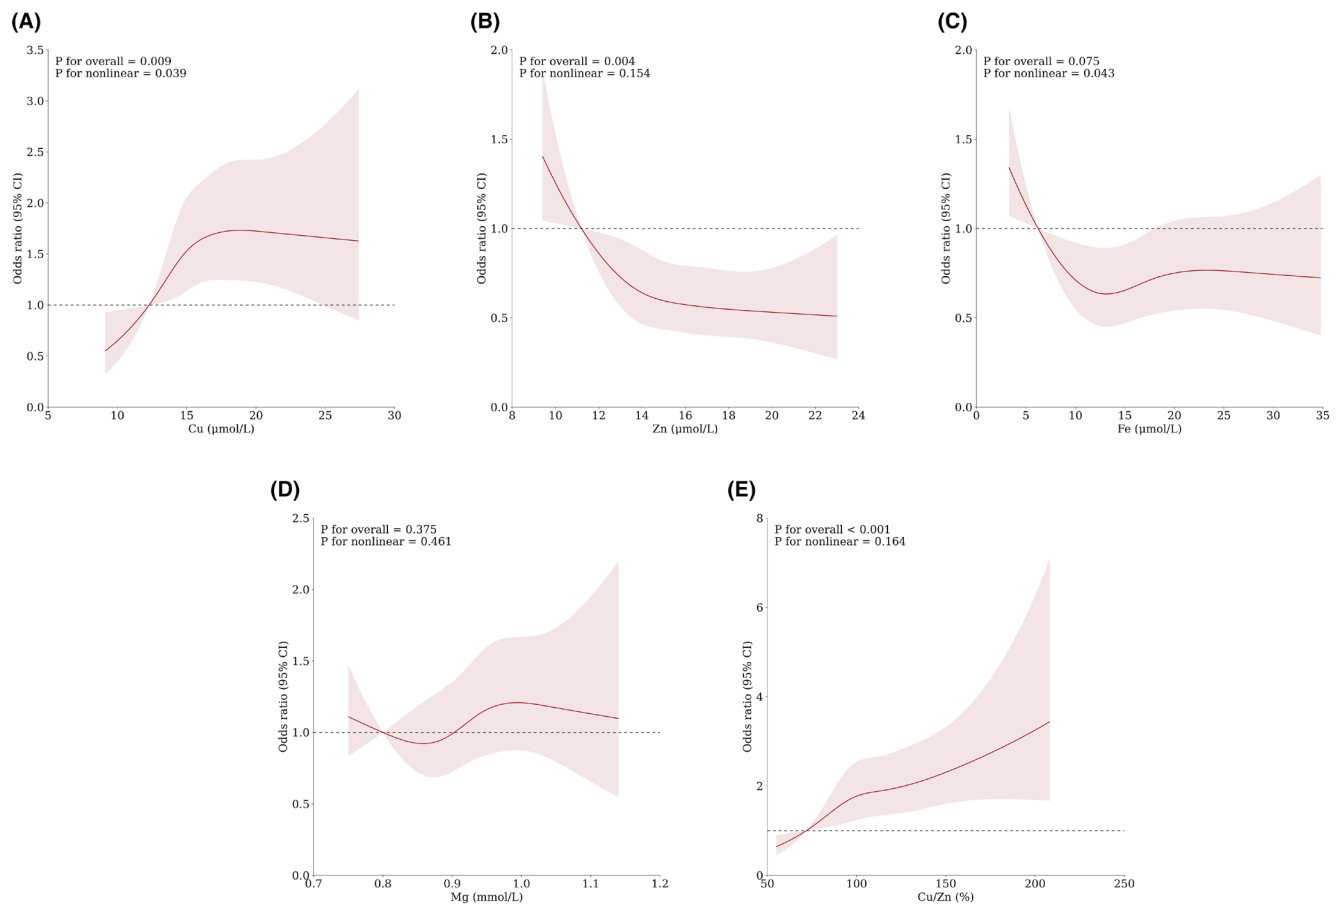 (A)
P for overall = 0.009
P for nonlinear = 0.039
Odds ratio (95% CI)
3.5
3.0
2.5
2.0
1.5
1.0
0.5
0.0
5 10 15 20 25 30
Cu (μmol/L)
(B)
P for overall = 0.004
P for nonlinear = 0.154
Odds ratio (95% CI)
2.0
1.5
1.0
0.5
0.0
8 10 12 14 16 18 20 22 24
Zn (μmol/L)
(C)
P for overall = 0.075
P for nonlinear = 0.043
Odds ratio (95% CI)
2.0
1.5
1.0
0.5
0.0
0 5 10 15 20 25 30 35
Fe (μmol/L)
(D)
P for overall = 0.375
P for nonlinear = 0.461
Odds ratio (95% CI)
2.5
2.0
1.5
1.0
0.5
0.0
0.7 0.8 0.9 1.0 1.1 1.2
Mg (mmol/L)
(E)
P for overall < 0.001
P for nonlinear = 0.164
Odds ratio (95% CI)
8
6
4
2
0
50 100 150 200 250
Cu/Zn (%)